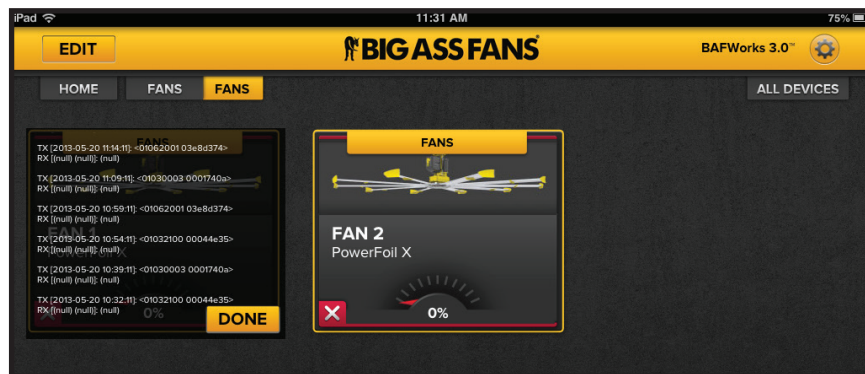 iPad
11:31 AM
75%
EDIT
BIG ASS FANS
BAFWorks 3.0™
HOME
FANS
FANS
ALL DEVICES
FANS
TX [2013-05-20 11:14:11]: <01062001 03e8d374>
RX [(null) (null)]: (null)
TX [2013-05-20 11:09:11]: <01030003 0001740a>
RX [(null) (null)]: (null)
TX [2013-05-20 10:59:11]: <01062001 03e8d374>
RX [(null) (null)]: (null)
FAN 1
PowerFoil X
TX [2013-05-20 10:54:11]: <01032100 00044e35>
RX [(null) (null)]: (null)
TX [2013-05-20 10:39:11]: <01030003 0001740a>
RX [(null) (null)]: (null)
TX [2013-05-20 10:32:11]: <01032100 00044e35>
RX [(null) (null)]: (null)
0%
DONE
FANS
FAN 2
PowerFoil X
0%